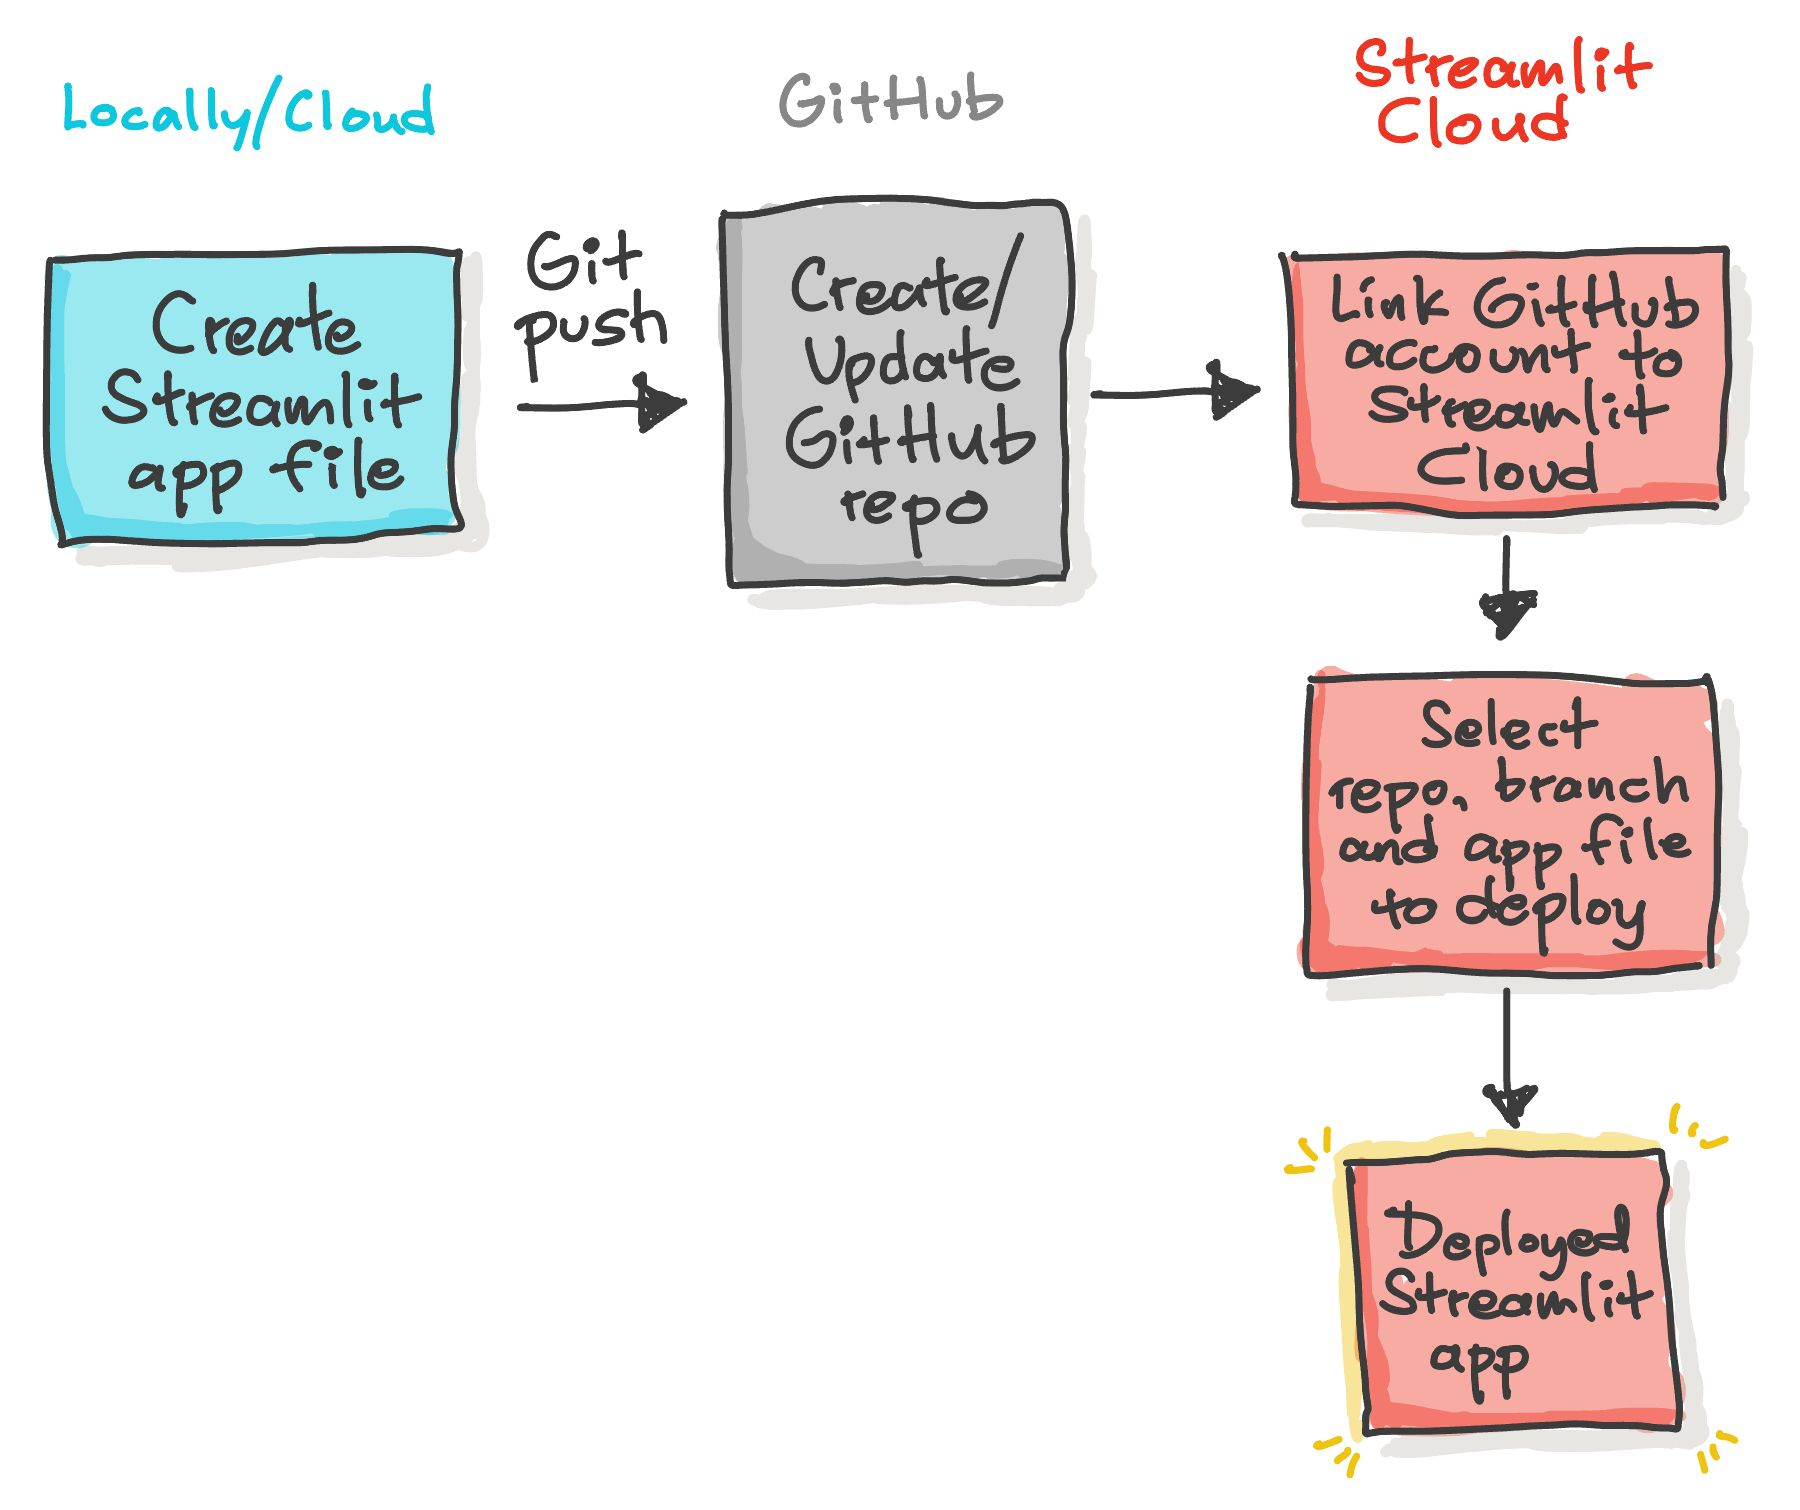 Locally/Cloud
GitHub
Streamlit
Cloud
Create
Streamlit
app file
Git
push
Create/
Update
GitHub
repo
Link GitHub
account to
Streamlit
Cloud
Select
repo, branch
and app file
to deploy
Deployed
Streamlit
app